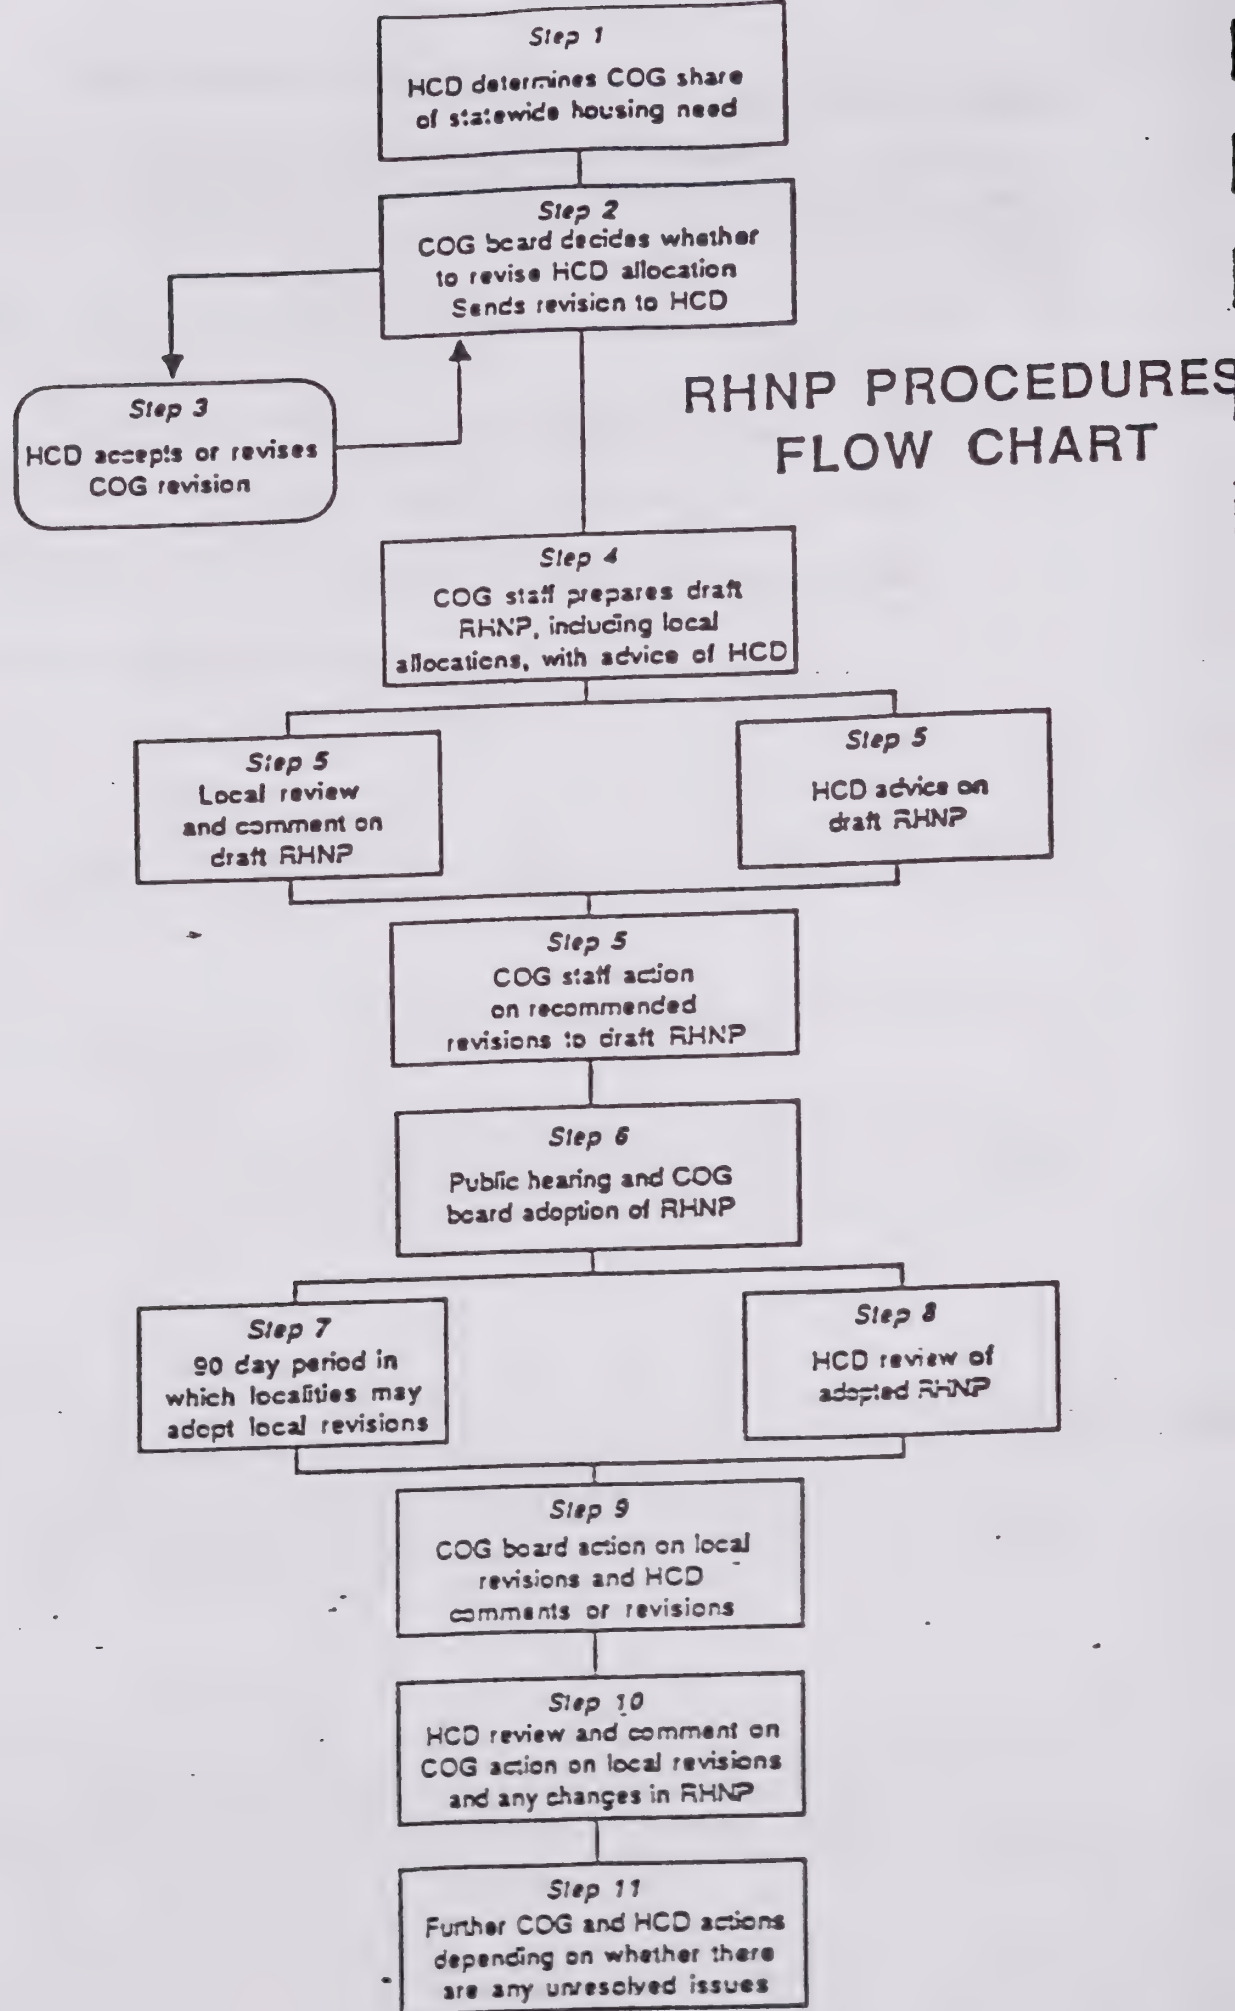 Step 1
HCD determines COG share
of statewide housing need
Step 2
COG board decides whether
to revise HCD allocation
Sends revision to HCD
RHNP PROCEDURES
FLOW CHART
Step 3
HCD accepts or revises
COG revision
Step 4
COG staff prepares draft
RHNP, including local
allocations, with advice of HCD
Step 5
Local review
and comment on
draft RHNP
Step 5
HCD advice on
draft RHNP
Step 5
COG staff action
on recommended
revisions to draft RHNP
Step 6
Public hearing and COG
board adoption of RHNP
Step 7
90 day period in
which localities may
adopt local revisions
Step 8
HCD review of
adopted RHNP
Step 9
COG board action on local
revisions and HCD
comments or revisions
Step 10
HCD review and comment on
COG action on local revisions
and any changes in RHNP
Step 11
Further COG and HCD actions
depending on whether there
are any unresolved issues